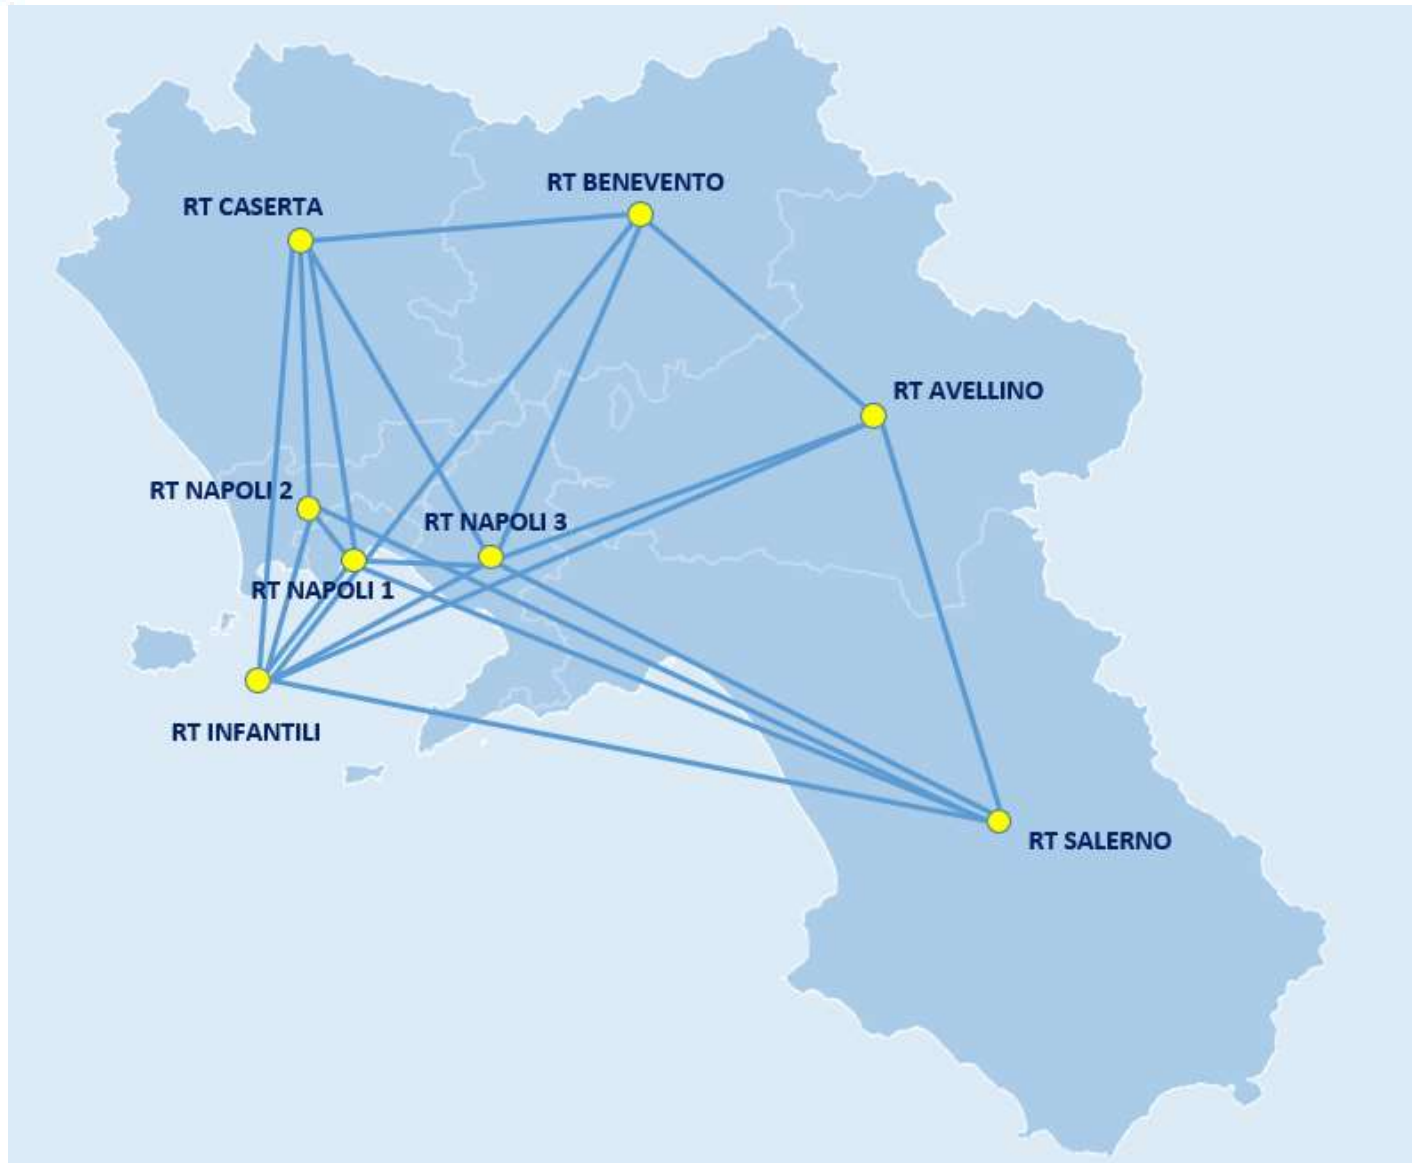 RT BENEVENTO
RT CASERTA
RT AVELLINO
RT NAPOLI 2
RT NAPOLI 3
RT NAPOLI 1
RT INFANTILI
RT SALERNO